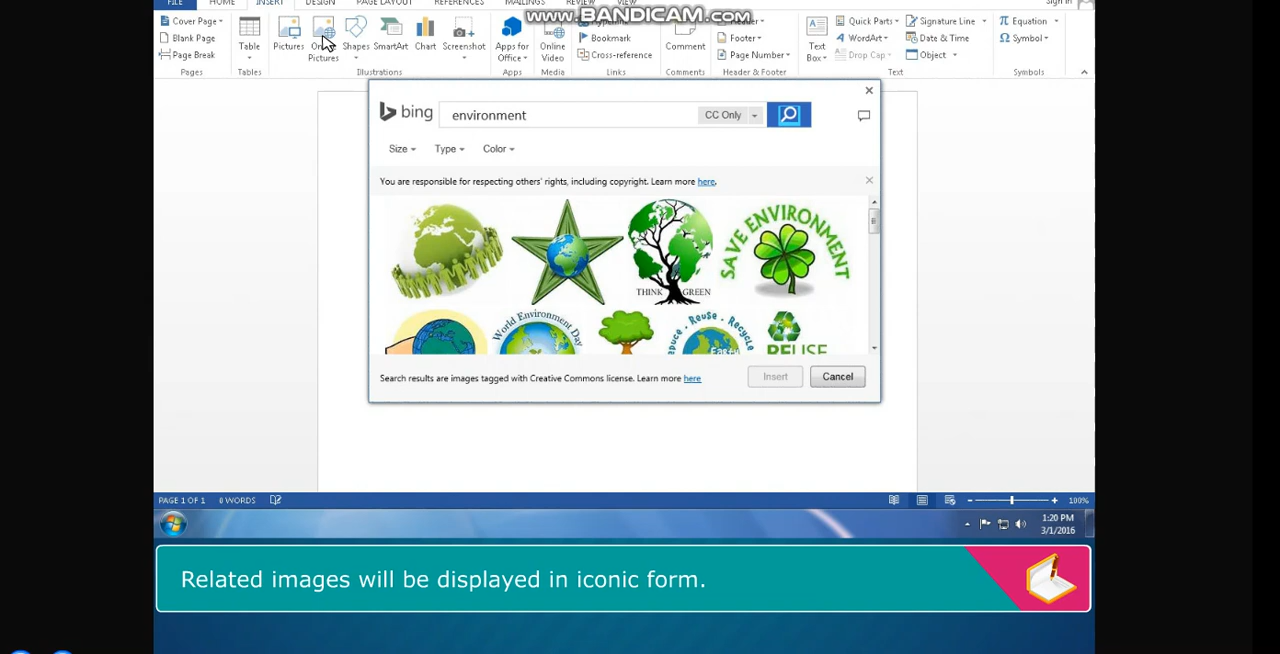 FILE HOME INSERT DESIGN PAGE LAYOUT REFERENCES MAILINGS REVIEW VIEW Sign in
www.BANDICAM.com
Cover Page
Blank Page
Page Break
Pages
Table
Tables
Pictures
Online
Pictures
Shapes
SmartArt
Chart
Screenshot
Illustrations
Apps for
Office
Apps
Online
Video
Media
Bookmark
Cross-reference
Links
Comment
Comments
Header
Footer
Page Number
Header & Footer
Text
Box
Quick Parts
WordArt
Drop Cap
Signature Line
Date & Time
Object
Text
Equation
Symbol
Symbols
bing
environment
CC Only
Size Type Color
You are responsible for respecting others' rights, including copyright. Learn more here.
THINK GREEN
SAVE ENVIRONMENT
World Environment Day
Reuse . Recycle
REUSE
Search results are images tagged with Creative Commons license. Learn more here
Insert
Cancel
PAGE 1 OF 1 0 WORDS
100%
1:20 PM
3/1/2016
Related images will be displayed in iconic form.